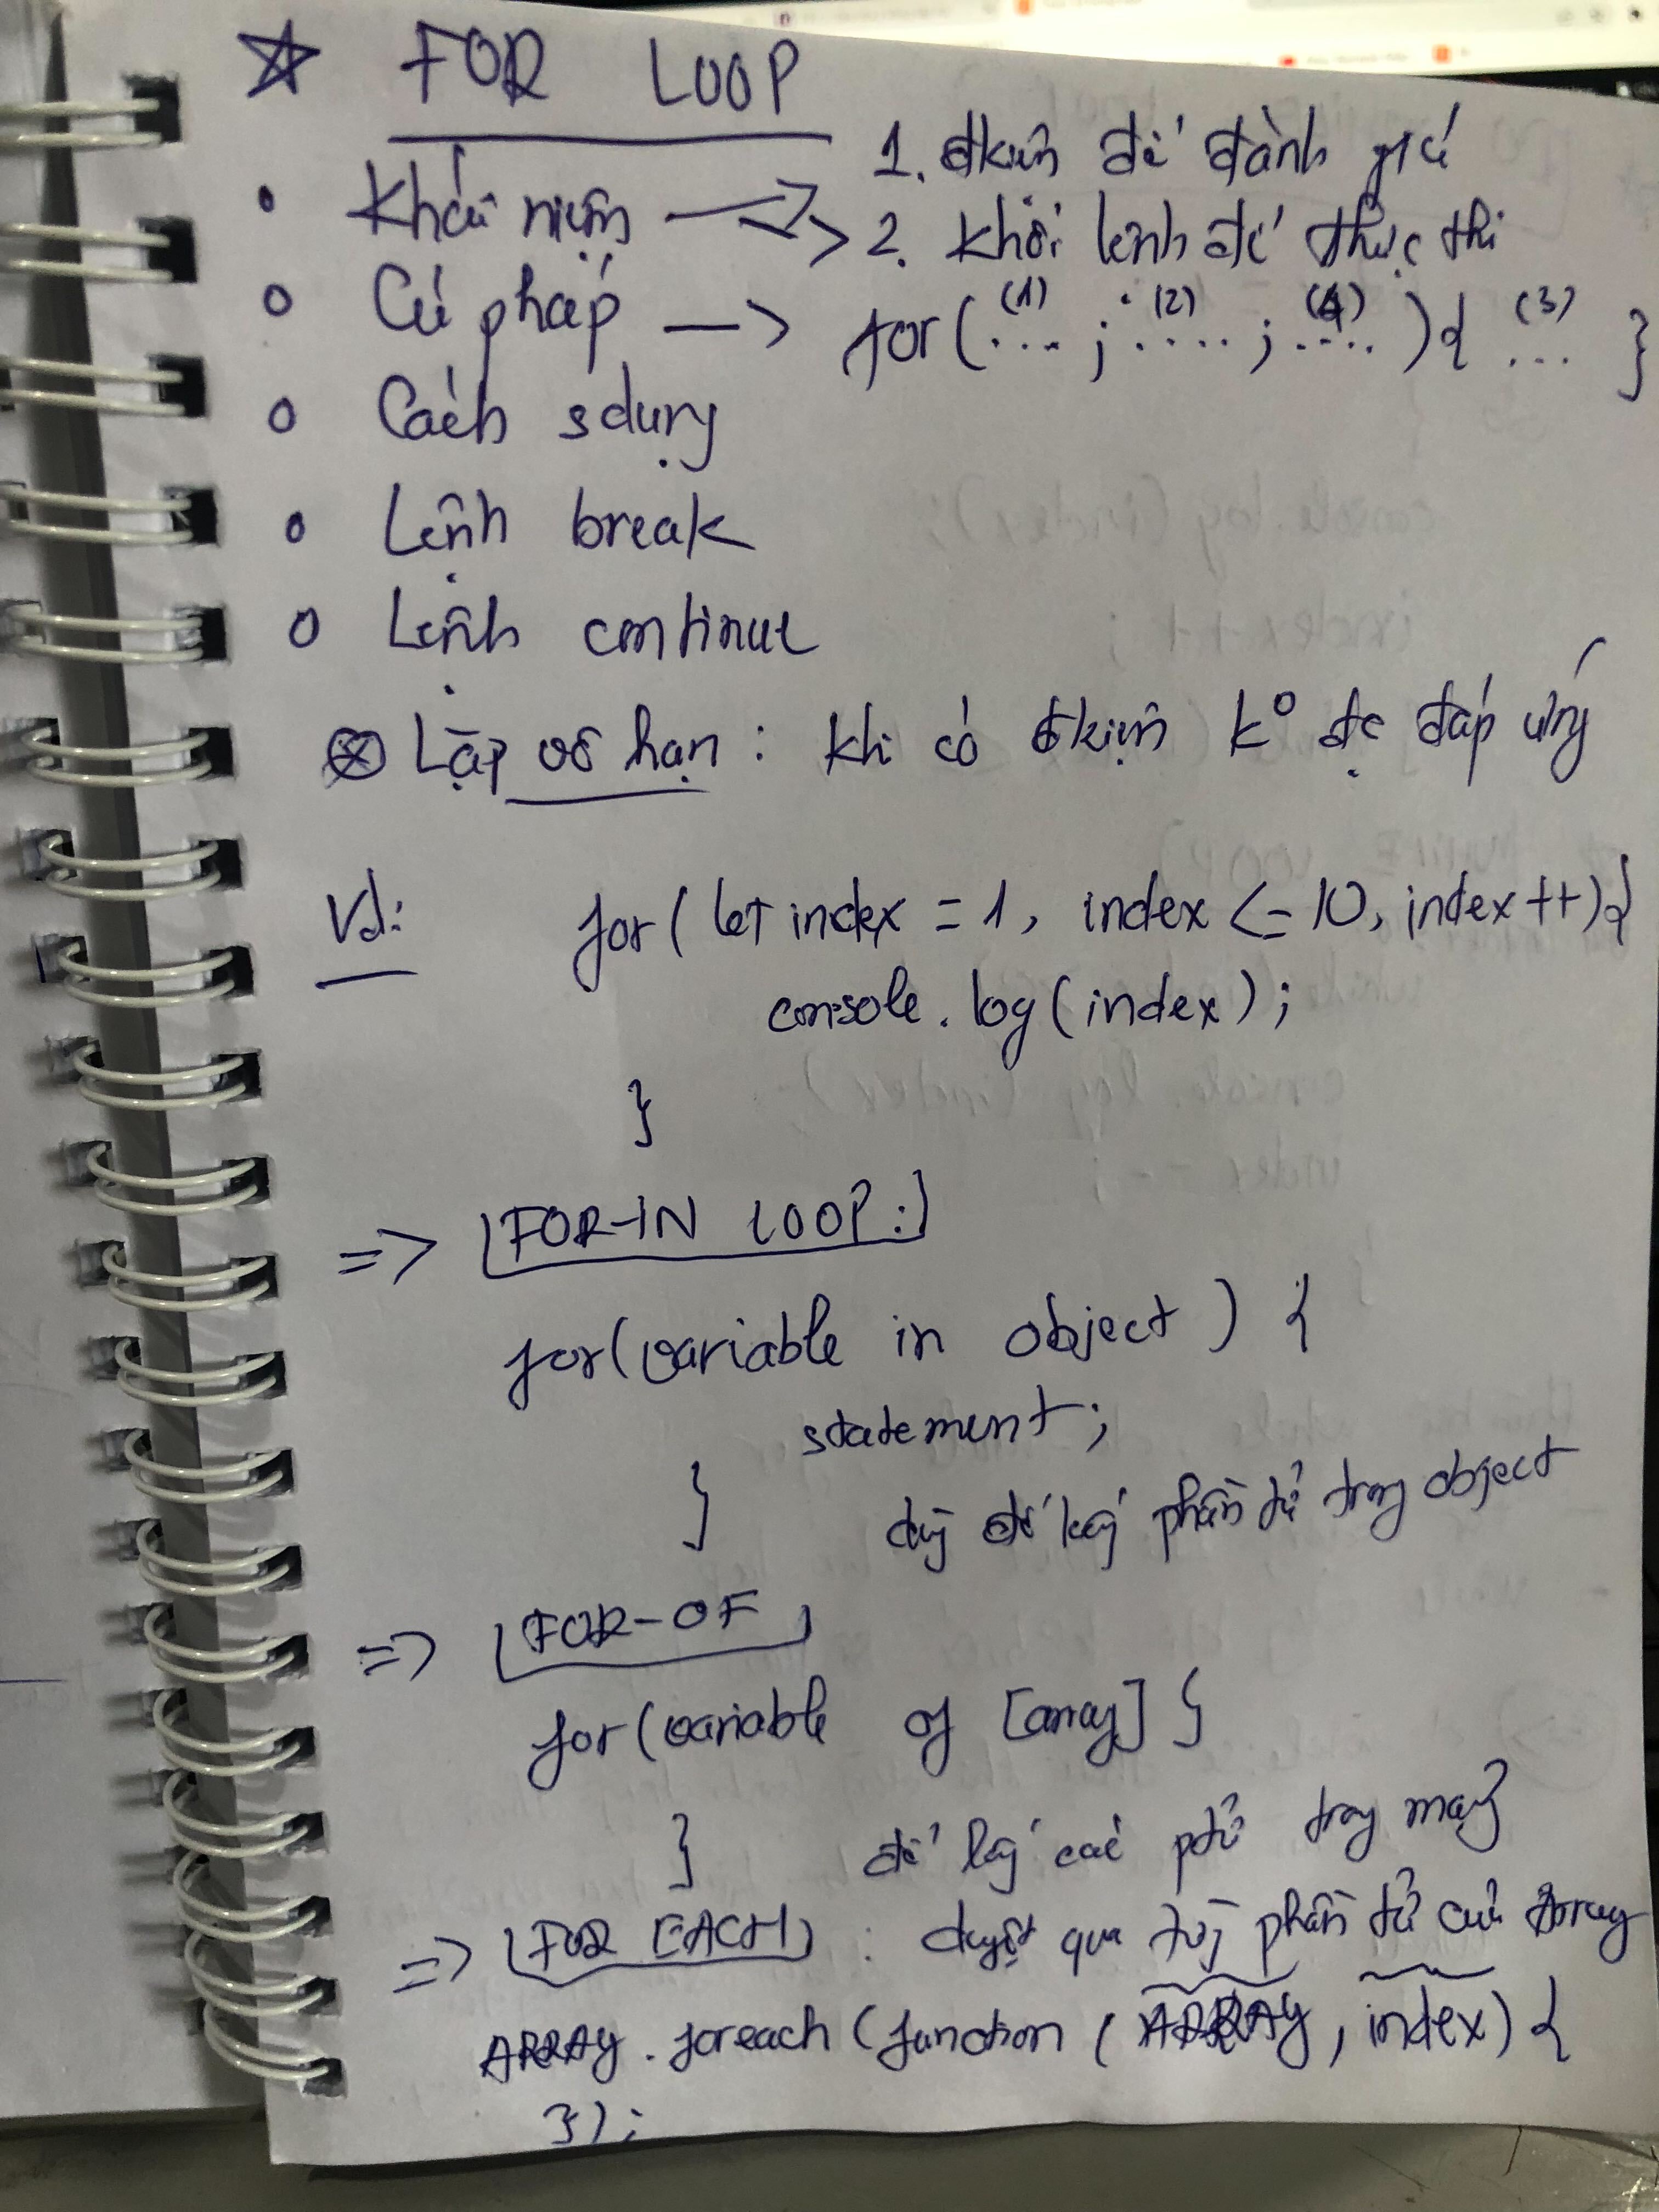 ☆ FOR LOOP
• Khái niệm → 1. đkiện để đánh giá
→ 2. khối lệnh để thực thi
o Cú pháp → for( (1) ... ; (2) .... ; (4) .... ){ (3) ... }
o Cách sdụng
o Lệnh break
o Lệnh continue
⊗ Lặp vô hạn : khi có đkiện k° đc đáp ứng
Vd: for( let index = 1, index <= 10, index ++){
console.log(index);
}
=> FOR-IN LOOP:
for(variable in object ) {
statement;
}
để lấy phần tử trong object
=> FOR-OF
for(variable of [array] {
}
để lấy các ptử trong mảng
=> FOR EACH : duyệt qua từng phần tử của Array
ARRAY.foreach (function ( ARRAY, index) {
});